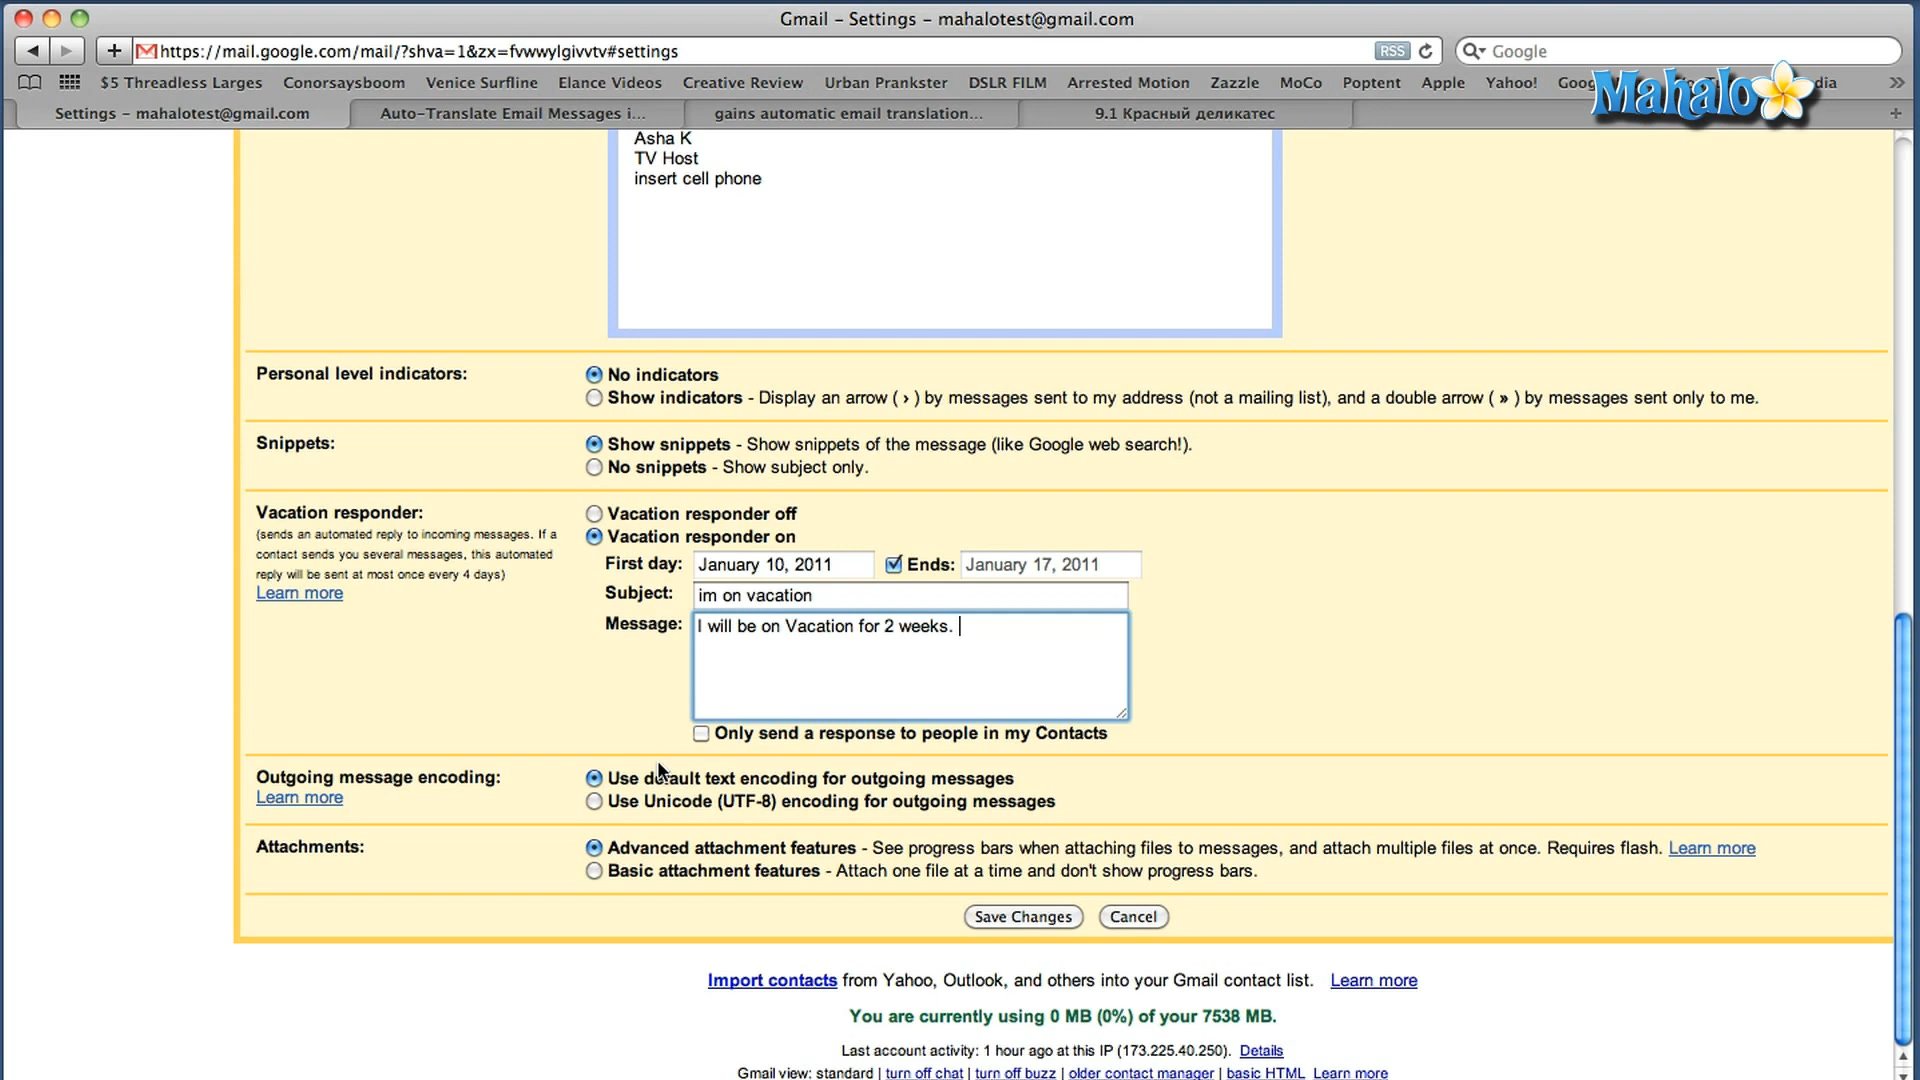 Gmail – Settings – mahalotest@gmail.com
https://mail.google.com/mail/?shva=1&zx=fvwwylgivvtv#settings RSS Google
$5 Threadless Larges Conorsaysboom Venice Surfline Elance Videos Creative Review Urban Prankster DSLR FILM Arrested Motion Zazzle MoCo Poptent Apple Yahoo!
Mahalo
Settings – mahalotest@gmail.com Auto-Translate Email Messages i... gains automatic email translation... 9.1 Красный деликатес
Asha K
TV Host
insert cell phone
Personal level indicators: No indicators
Show indicators - Display an arrow ( › ) by messages sent to my address (not a mailing list), and a double arrow ( » ) by messages sent only to me.
Snippets: Show snippets - Show snippets of the message (like Google web search!).
No snippets - Show subject only.
Vacation responder: Vacation responder off
(sends an automated reply to incoming messages. If a
contact sends you several messages, this automated
reply will be sent at most once every 4 days)
Learn more
Vacation responder on
First day: January 10, 2011 Ends: January 17, 2011
Subject: im on vacation
Message: I will be on Vacation for 2 weeks.
Only send a response to people in my Contacts
Outgoing message encoding: Use default text encoding for outgoing messages
Learn more Use Unicode (UTF-8) encoding for outgoing messages
Attachments: Advanced attachment features - See progress bars when attaching files to messages, and attach multiple files at once. Requires flash. Learn more
Basic attachment features - Attach one file at a time and don't show progress bars.
Save Changes Cancel
Import contacts from Yahoo, Outlook, and others into your Gmail contact list. Learn more
You are currently using 0 MB (0%) of your 7538 MB.
Last account activity: 1 hour ago at this IP (173.225.40.250). Details
Gmail view: standard | turn off chat | turn off buzz | older contact manager | basic HTML Learn more